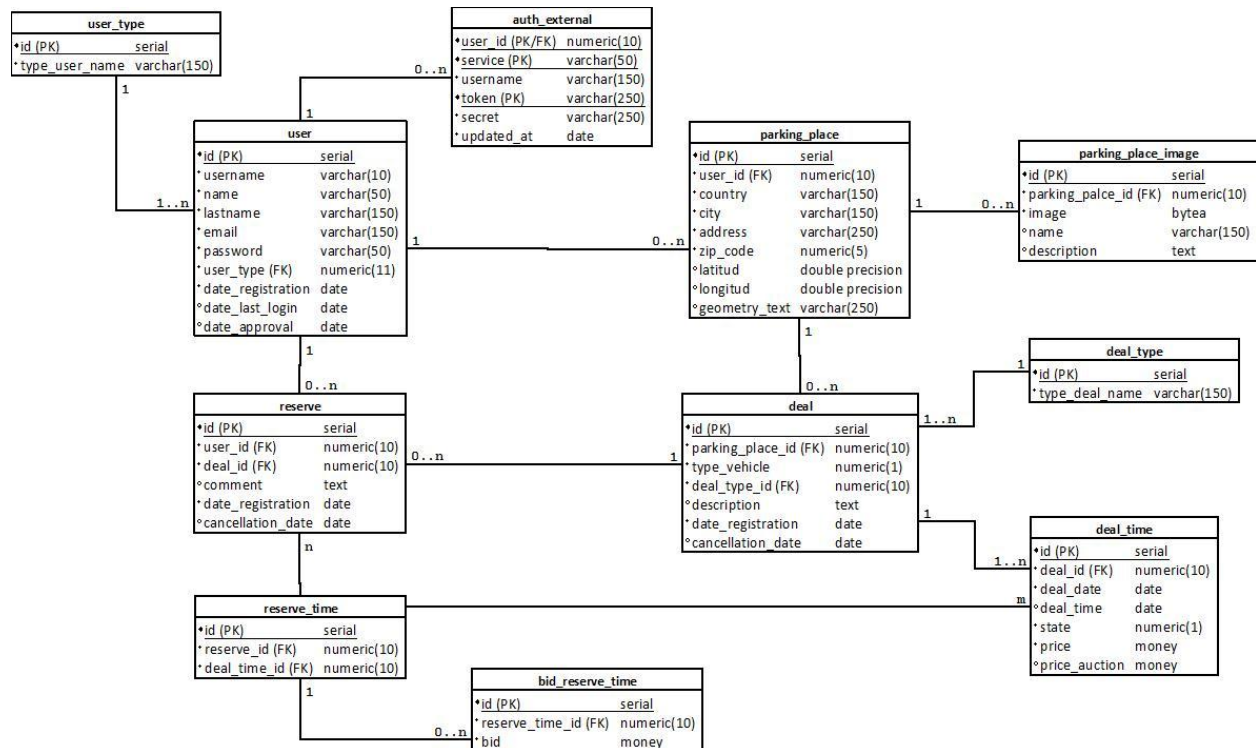 user_type
id (PK) serial
type_user_name varchar(150)
1
1..n
auth_external
user_id (PK/FK) numeric(10)
service (PK) varchar(50)
username varchar(150)
token (PK) varchar(250)
secret varchar(250)
updated_at date
0..n
1
user
id (PK) serial
username varchar(10)
name varchar(50)
lastname varchar(150)
email varchar(150)
password varchar(50)
user_type (FK) numeric(11)
date_registration date
date_last_login date
date_approval date
1
0..n
parking_place
id (PK) serial
user_id (FK) numeric(10)
country varchar(150)
city varchar(150)
address varchar(250)
zip_code numeric(5)
latitud double precision
longitud double precision
geometry_text varchar(250)
1
0..n
parking_place_image
id (PK) serial
parking_palce_id (FK) numeric(10)
image bytea
name varchar(150)
description text
1
0..n
1
0..n
deal_type
id (PK) serial
type_deal_name varchar(150)
1
1..n
reserve
id (PK) serial
user_id (FK) numeric(10)
deal_id (FK) numeric(10)
comment text
date_registration date
cancellation_date date
0..n
1
deal
id (PK) serial
parking_place_id (FK) numeric(10)
type_vehicle numeric(1)
deal_type_id (FK) numeric(10)
description text
date_registration date
cancellation_date date
1
1..n
deal_time
id (PK) serial
deal_id (FK) numeric(10)
deal_date date
deal_time date
state numeric(1)
price money
price_auction money
n
m
reserve_time
id (PK) serial
reserve_id (FK) numeric(10)
deal_time_id (FK) numeric(10)
1
0..n
bid_reserve_time
id (PK) serial
reserve_time_id (FK) numeric(10)
bid money